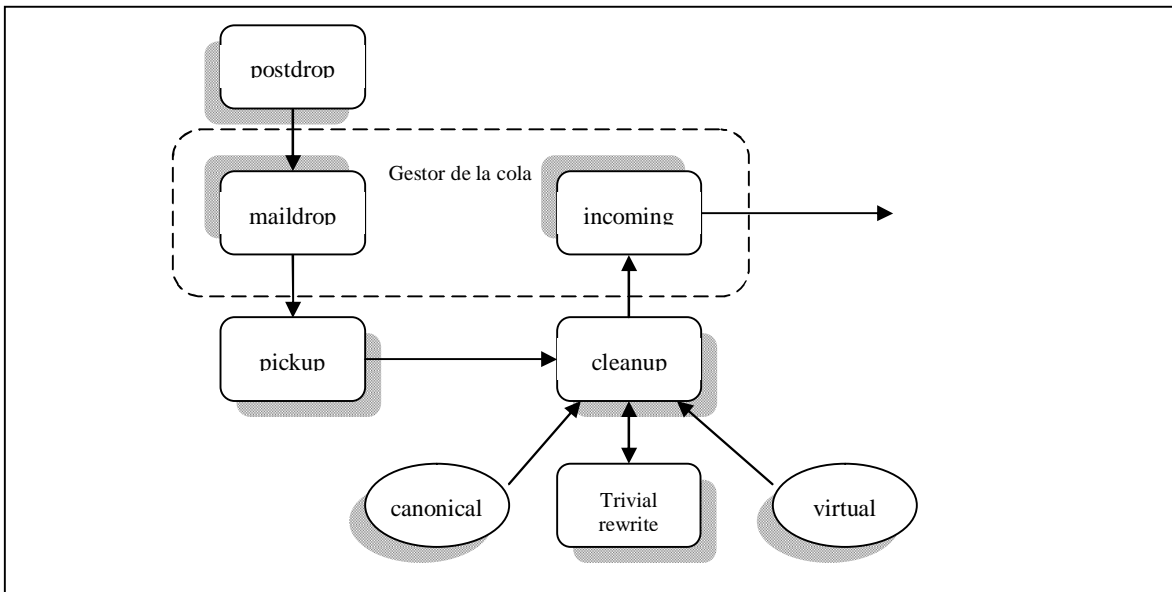 postdrop
Gestor de la cola
maildrop
incoming
pickup
cleanup
canonical
Trivial
rewrite
virtual